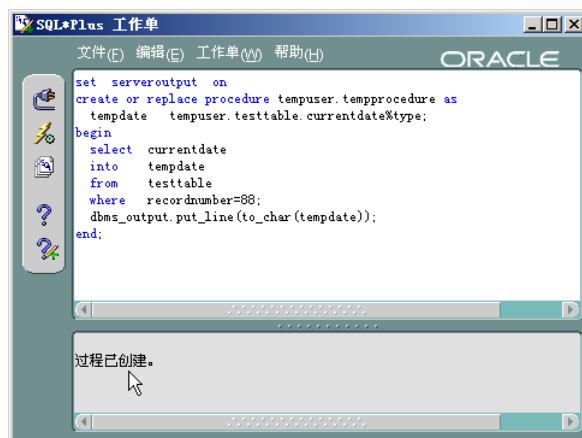 SQL*Plus 工作单
文件(F) 编辑(E) 工作单(W) 帮助(H)
ORACLE
set serveroutput on
create or replace procedure tempuser.tempprocedure as
tempdate tempuser.testtable.currentdate%type;
begin
select currentdate
into tempdate
from testtable
where recordnumber=88;
dbms_output.put_line(to_char(tempdate));
end;
过程已创建。